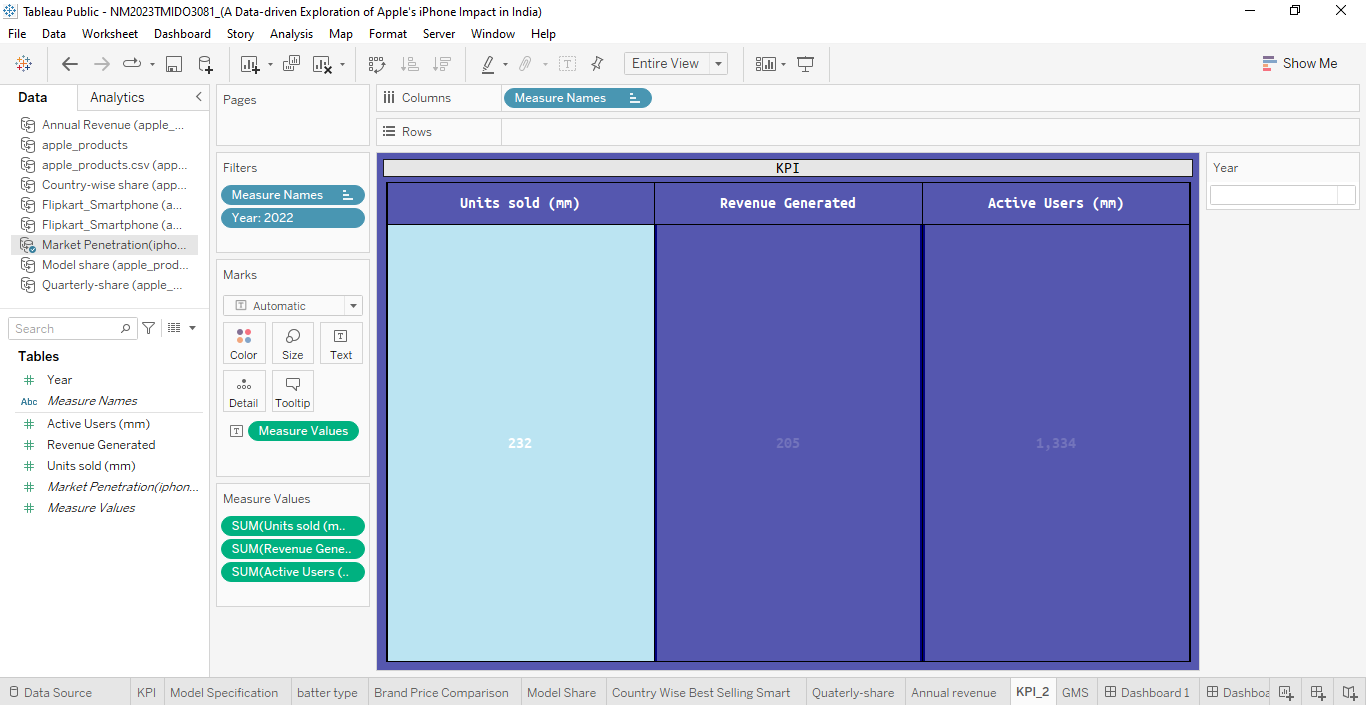 Tableau Public - NM2023TMIDO3081_(A Data-driven Exploration of Apple's iPhone Impact in India)
File Data Worksheet Dashboard Story Analysis Map Format Server Window Help
Entire View
Show Me
Data Analytics
Annual Revenue (apple_...
apple_products
apple_products.csv (app...
Country-wise share (app...
Flipkart_Smartphone (a...
Flipkart_Smartphone (a...
Market Penetration(ipho...
Model share (apple_prod...
Quarterly-share (apple_...
Search
Tables
Year
Abc Measure Names
Active Users (mm)
Revenue Generated
Units sold (mm)
Market Penetration(iphon...
Measure Values
Pages
Filters
Measure Names
Year: 2022
Marks
Automatic
Color Size Text
Detail Tooltip
Measure Values
Measure Values
SUM(Units sold (m..
SUM(Revenue Gene..
SUM(Active Users (..
Columns Measure Names
Rows
KPI
Units sold (mm) Revenue Generated Active Users (mm)
232 205 1,334
Year
Data Source KPI Model Specification batter type Brand Price Comparison Model Share Country Wise Best Selling Smart Quaterly-share Annual revenue KPI_2 GMS Dashboard 1 Dashboa